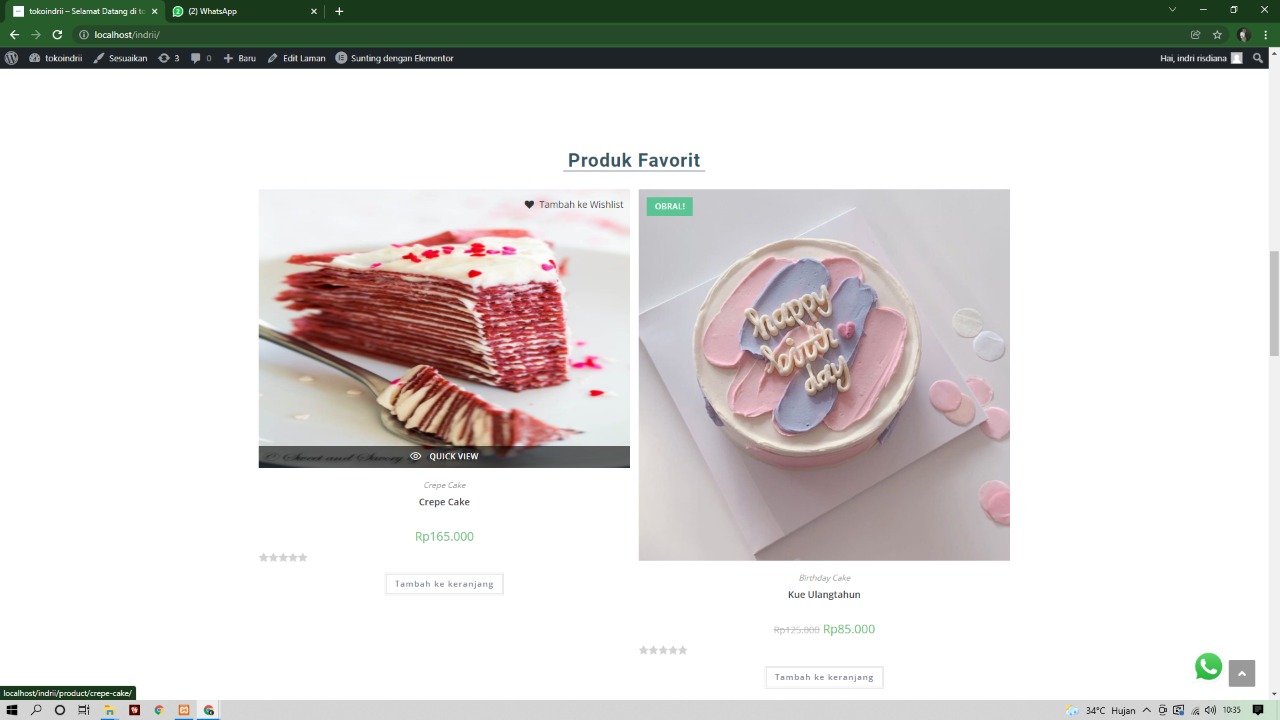 tokoindrii – Selamat Datang di to
(2) WhatsApp
localhost/indrii/
tokoindrii Sesuaikan 3 0 Baru Edit Laman Sunting dengan Elementor Hai, indri risdiana
Produk Favorit
Tambah ke Wishlist
QUICK VIEW
Crepe Cake
Crepe Cake
Rp165.000
Tambah ke keranjang
OBRAL!
happy
birth
day
Birthday Cake
Kue Ulangtahun
Rp125.000 Rp85.000
Tambah ke keranjang
localhost/indrii/product/crepe-cake/
34°C Hujan ringan 10:35